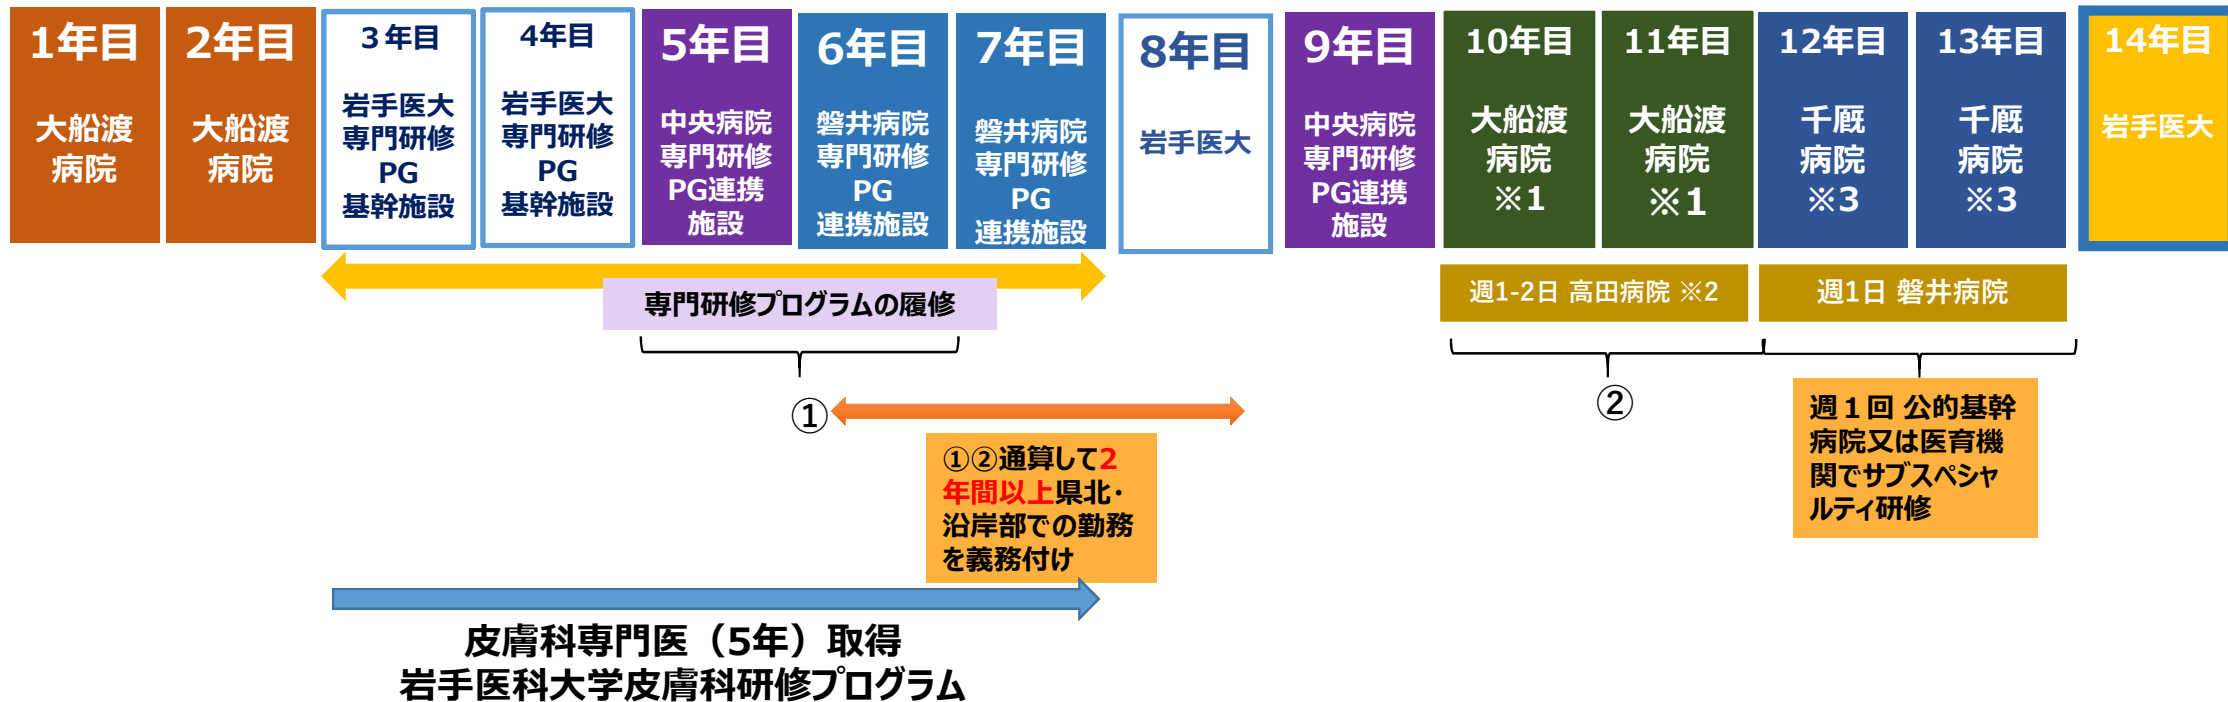 1年目
大船渡
病院
2年目
大船渡
病院
３年目
岩手医大
専門研修
PG
基幹施設
4年目
岩手医大
専門研修
PG
基幹施設
5年目
中央病院
専門研修
PG連携
施設
6年目
磐井病院
専門研修
PG
連携施設
7年目
磐井病院
専門研修
PG
連携施設
8年目
岩手医大
9年目
中央病院
専門研修
PG連携
施設
10年目
大船渡
病院
※1
11年目
大船渡
病院
※1
12年目
千厩
病院
※3
13年目
千厩
病院
※3
14年目
岩手医大
専門研修プログラムの履修
週1-2日 高田病院 ※2
週1日 磐井病院
①
②
①②通算して2
年間以上県北・
沿岸部での勤務
を義務付け
週１回 公的基幹
病院又は医育機
関でサブスペシャ
ルティ研修
皮膚科専門医（5年）取得
岩手医科大学皮膚科研修プログラム